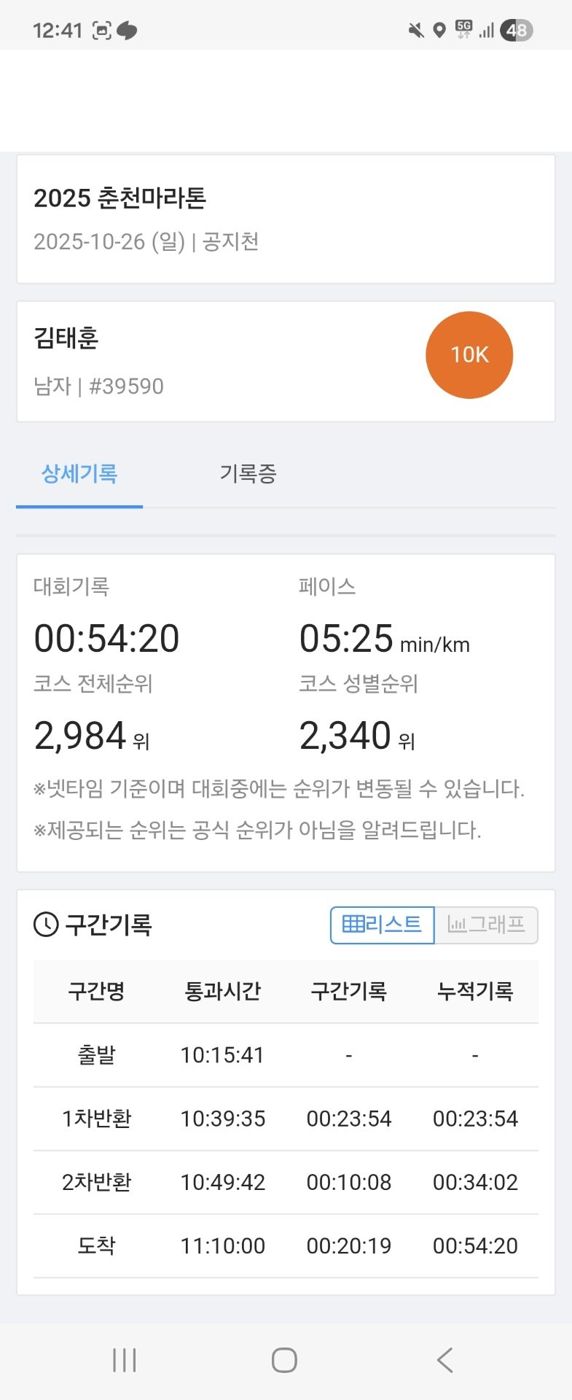 12:41 5G 48
2025 춘천마라톤
2025-10-26 (일) | 공지천
김태훈
10K
남자 | #39590
상세기록 기록증
대회기록 페이스
00:54:20 05:25 min/km
코스 전체순위 코스 성별순위
2,984 위 2,340 위
※넷타임 기준이며 대회중에는 순위가 변동될 수 있습니다.
※제공되는 순위는 공식 순위가 아님을 알려드립니다.
구간기록 리스트 그래프
구간명 통과시간 구간기록 누적기록
출발 10:15:41 - -
1차반환 10:39:35 00:23:54 00:23:54
2차반환 10:49:42 00:10:08 00:34:02
도착 11:10:00 00:20:19 00:54:20